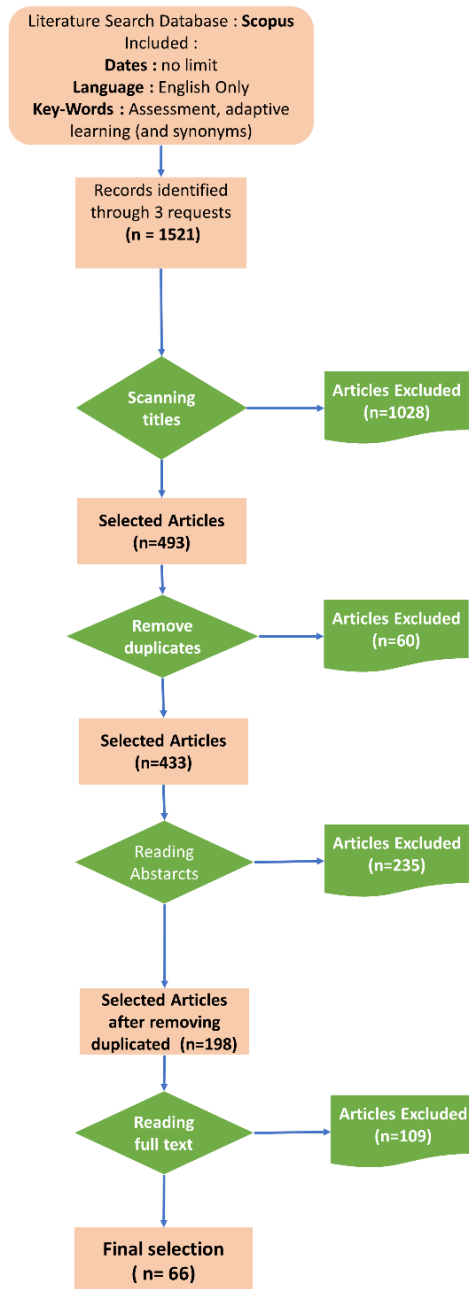 Literature Search Database : Scopus
Included :
Dates : no limit
Language : English Only
Key-Words : Assessment, adaptive
learning (and synonyms)
Records identified
through 3 requests
(n = 1521)
Scanning
titles
Articles Excluded
(n=1028)
Selected Articles
(n=493)
Remove
duplicates
Articles Excluded
(n=60)
Selected Articles
(n=433)
Reading
Abstarcts
Articles Excluded
(n=235)
Selected Articles
after removing
duplicated (n=198)
Reading
full text
Articles Excluded
(n=109)
Final selection
( n= 66)